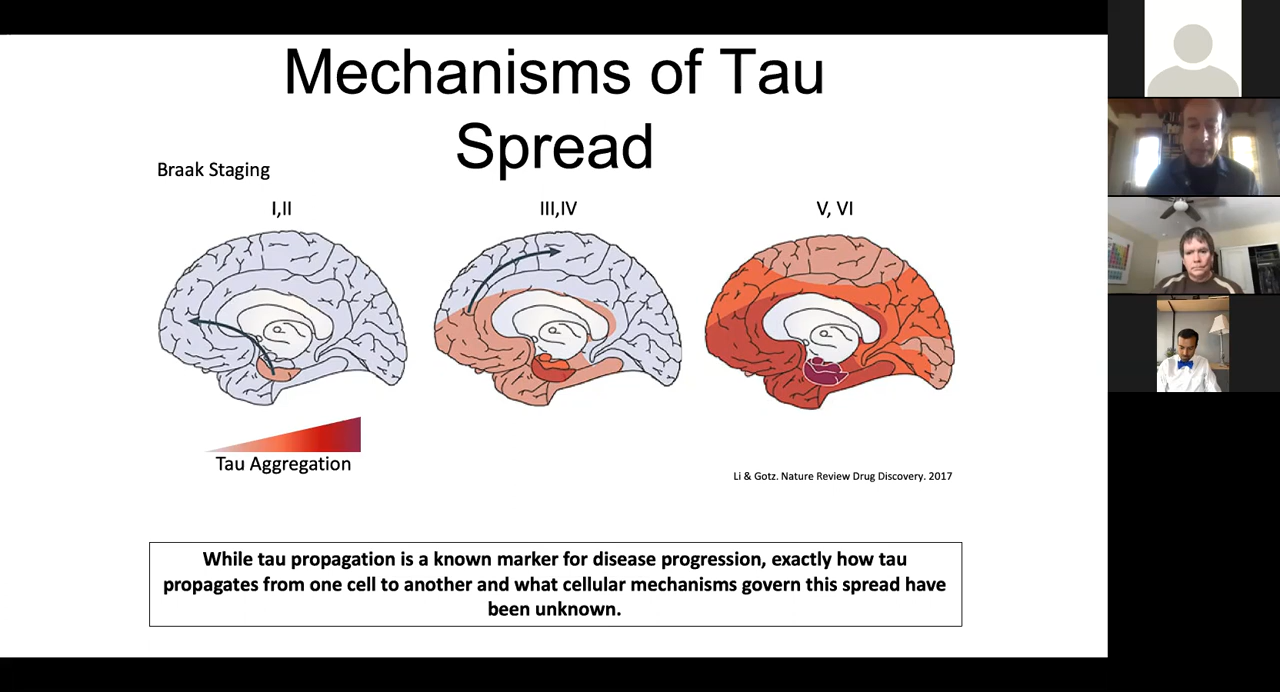 Mechanisms of Tau
Spread
Braak Staging
I,II
III,IV
V, VI
Tau Aggregation
Li & Gotz. Nature Review Drug Discovery. 2017
While tau propagation is a known marker for disease progression, exactly how tau
propagates from one cell to another and what cellular mechanisms govern this spread have
been unknown.